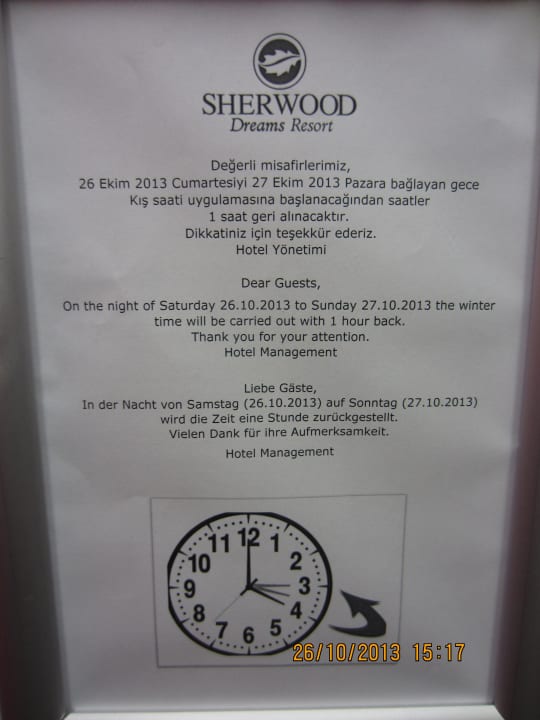 SHERWOOD
Dreams Resort
Değerli misafirlerimiz,
26 Ekim 2013 Cumartesiyi 27 Ekim 2013 Pazara bağlayan gece
Kış saati uygulamasına başlanacağından saatler
1 saat geri alınacaktır.
Dikkatiniz için teşekkür ederiz.
Hotel Yönetimi
Dear Guests,
On the night of Saturday 26.10.2013 to Sunday 27.10.2013 the winter
time will be carried out with 1 hour back.
Thank you for your attention.
Hotel Management
Liebe Gäste,
In der Nacht von Samstag (26.10.2013) auf Sonntag (27.10.2013)
wird die Zeit eine Stunde zurückgestellt.
Vielen Dank für ihre Aufmerksamkeit.
Hotel Management
12
1
2
3
4
5
6
7
8
9
10
11
26/10/2013 15:17